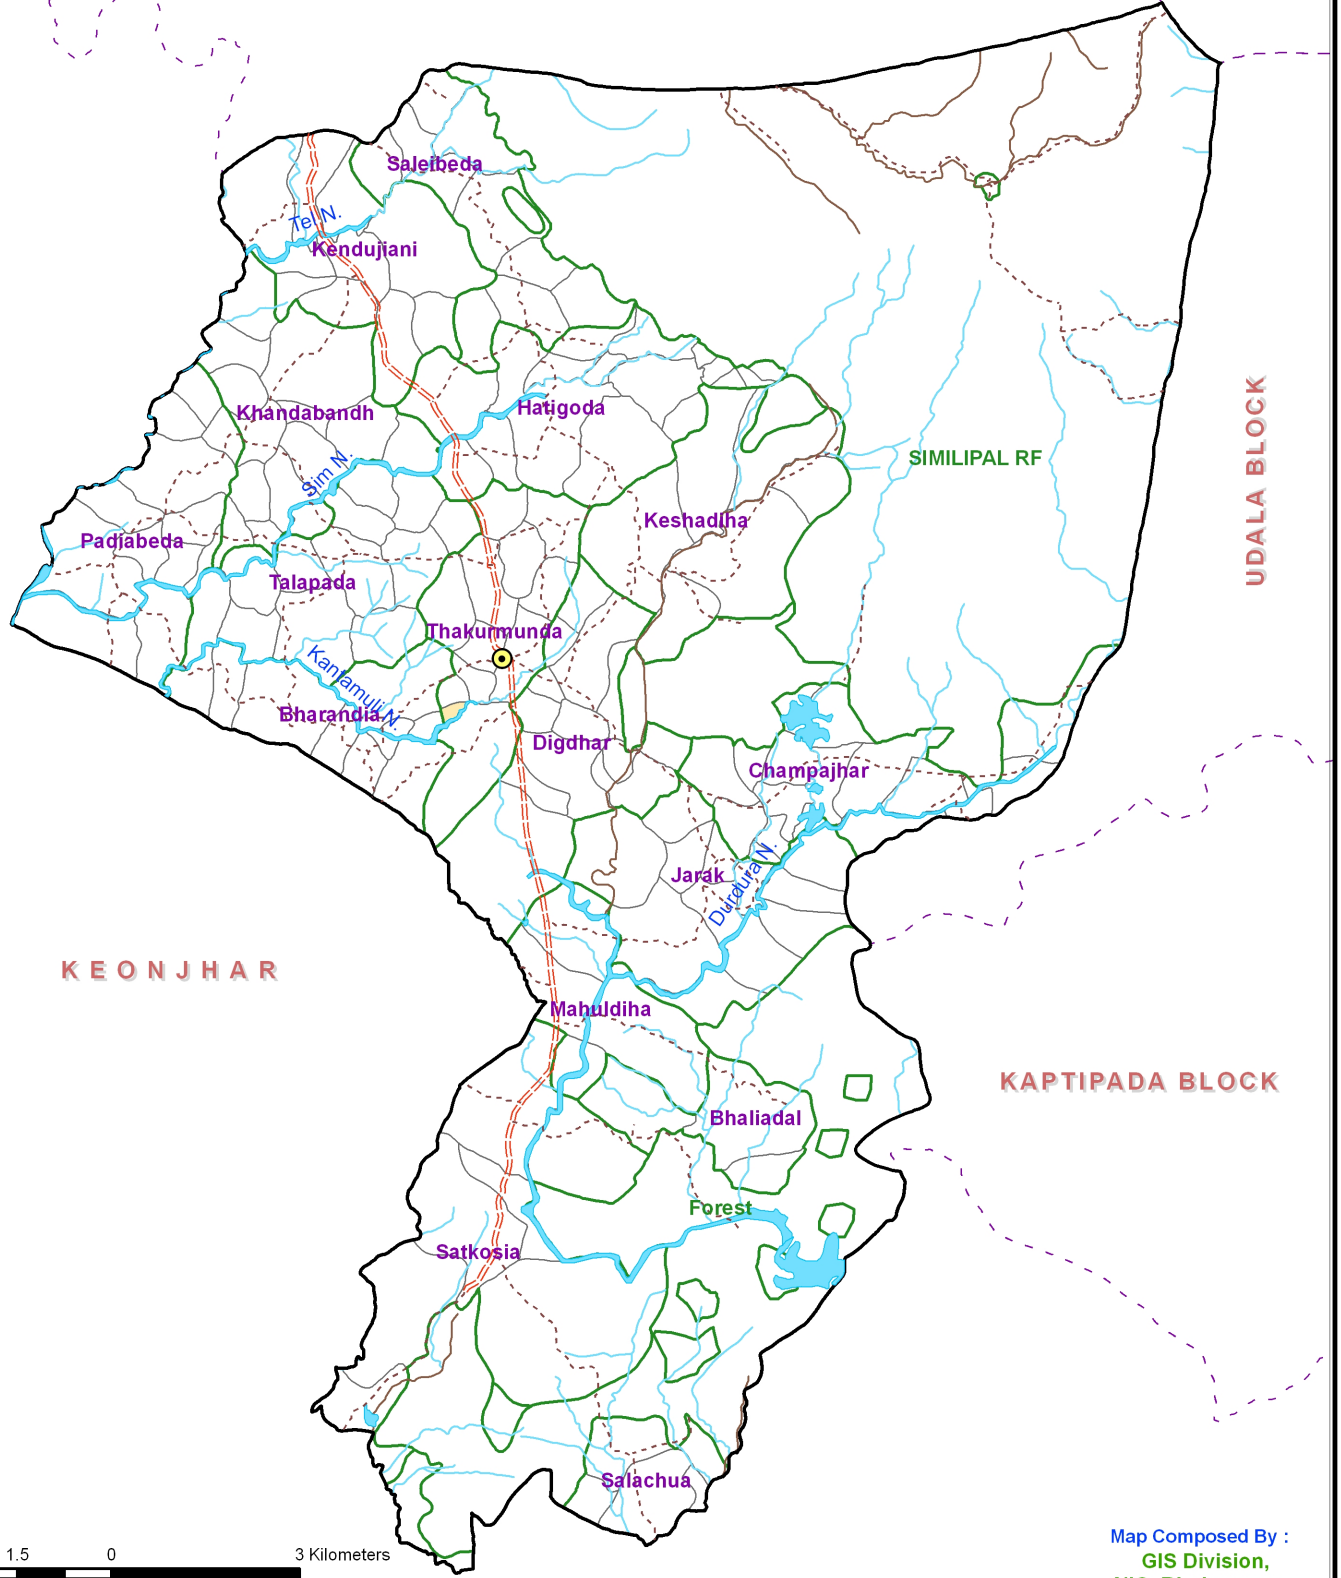 Saleibeda
Tel N.
Kendujiani
Khandabandh
Hatigoda
SIMILIPAL RF
UDALA BLOCK
Sim N.
Keshadiha
Padiabeda
Talapada
Thakurmunda
Kantamuli N
Bharandia
Digdhar
Champajhar
Jarak
Durdura N.
KEONJHAR
Mahuldiha
KAPTIPADA BLOCK
Bhaliadal
Forest
Satkosia
Salachua
1.5 0 3 Kilometers
Map Composed By :
GIS Division,